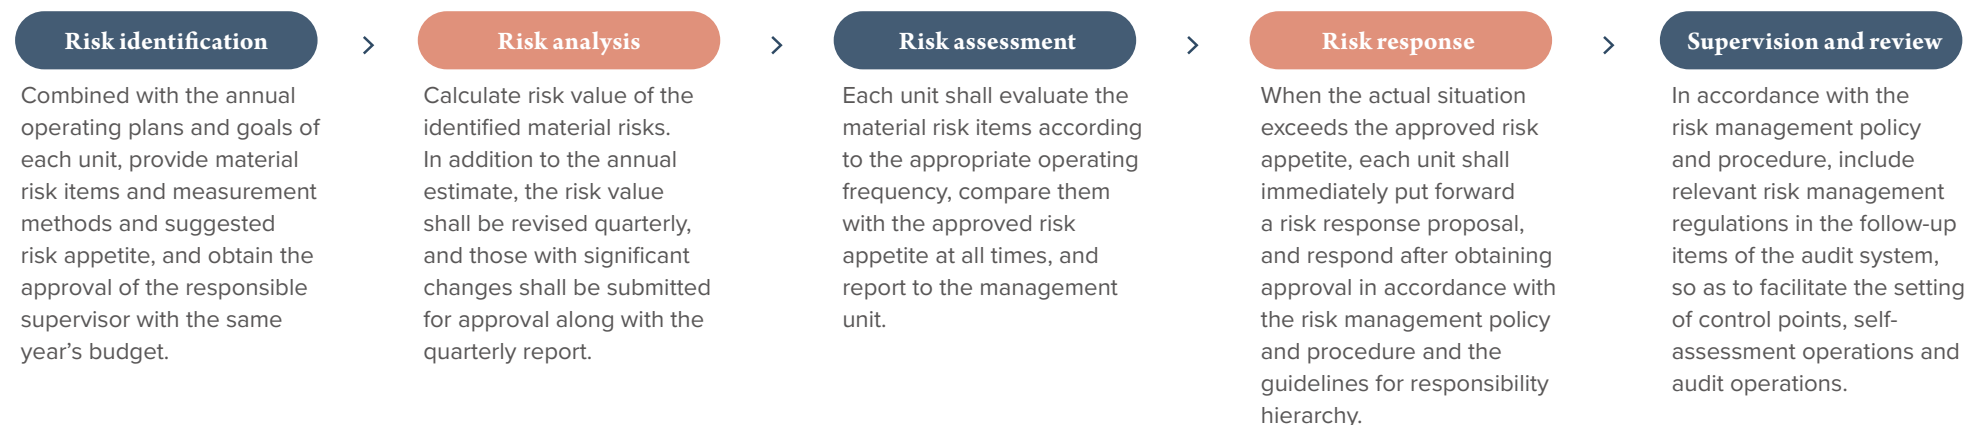 Risk identification
Combined with the annual
operating plans and goals of
each unit, provide material
risk items and measurement
methods and suggested
risk appetite, and obtain the
approval of the responsible
supervisor with the same
year’s budget.
Risk analysis
Calculate risk value of the
identified material risks.
In addition to the annual
estimate, the risk value
shall be revised quarterly,
and those with significant
changes shall be submitted
for approval along with the
quarterly report.
Risk assessment
Each unit shall evaluate the
material risk items according
to the appropriate operating
frequency, compare them
with the approved risk
appetite at all times, and
report to the management
unit.
Risk response
When the actual situation
exceeds the approved risk
appetite, each unit shall
immediately put forward
a risk response proposal,
and respond after obtaining
approval in accordance with
the risk management policy
and procedure and the
guidelines for responsibility
hierarchy.
Supervision and review
In accordance with the
risk management policy
and procedure, include
relevant risk management
regulations in the follow-up
items of the audit system,
so as to facilitate the setting
of control points, self-
assessment operations and
audit operations.